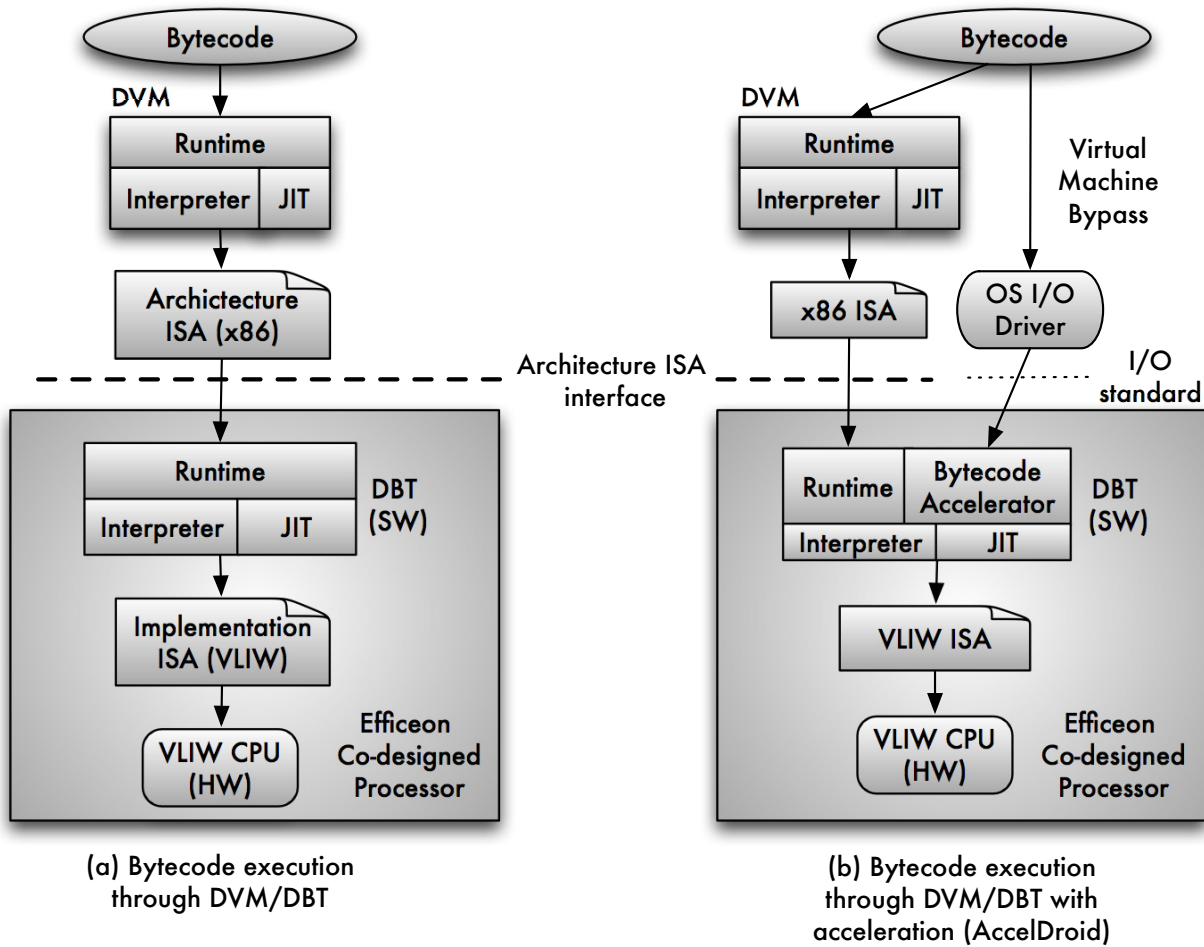 Bytecode
DVM
Runtime
Interpreter
JIT
Archictecture
ISA (x86)
Architecture ISA
interface
Runtime
Interpreter
JIT
DBT
(SW)
Implementation
ISA (VLIW)
VLIW CPU
(HW)
Efficeon
Co-designed
Processor
(a) Bytecode execution
through DVM/DBT
Bytecode
DVM
Runtime
Interpreter
JIT
Virtual
Machine
Bypass
x86 ISA
OS I/O
Driver
I/O
standard
Runtime
Bytecode
Accelerator
Interpreter
JIT
DBT
(SW)
VLIW ISA
VLIW CPU
(HW)
Efficeon
Co-designed
Processor
(b) Bytecode execution
through DVM/DBT with
acceleration (AccelDroid)